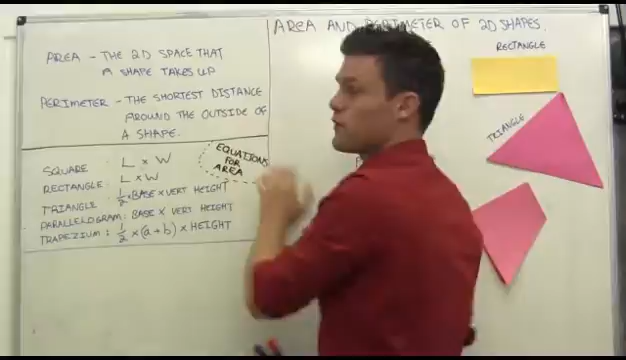 AREA AND PERIMETER OF 2D SHAPES.
AREA - THE 2D SPACE THAT
A SHAPE TAKES UP
PERIMETER - THE SHORTEST DISTANCE
AROUND THE OUTSIDE OF
A SHAPE.
EQUATIONS
FOR
AREA
SQUARE : L x W
RECTANGLE : L x W
TRIANGLE : 1/2 x BASE x VERT HEIGHT
PARALLELOGRAM : BASE x VERT HEIGHT
TRAPEZIUM : 1/2 x (a + b) x HEIGHT
RECTANGLE
TRIANGLE